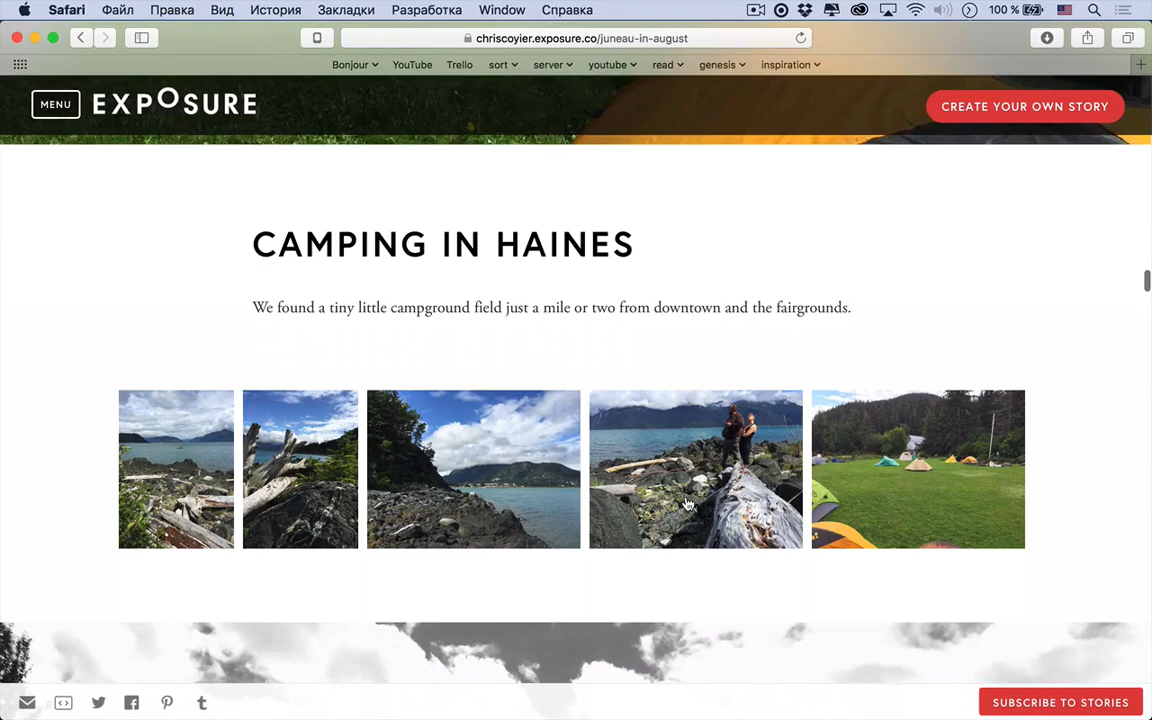 Safari Файл Правка Вид История Закладки Разработка Window Справка 100 %
chriscoyier.exposure.co/juneau-in-august
Bonjour YouTube Trello sort server youtube read genesis inspiration
MENU EXPOSURE CREATE YOUR OWN STORY
CAMPING IN HAINES
We found a tiny little campground field just a mile or two from downtown and the fairgrounds.
SUBSCRIBE TO STORIES